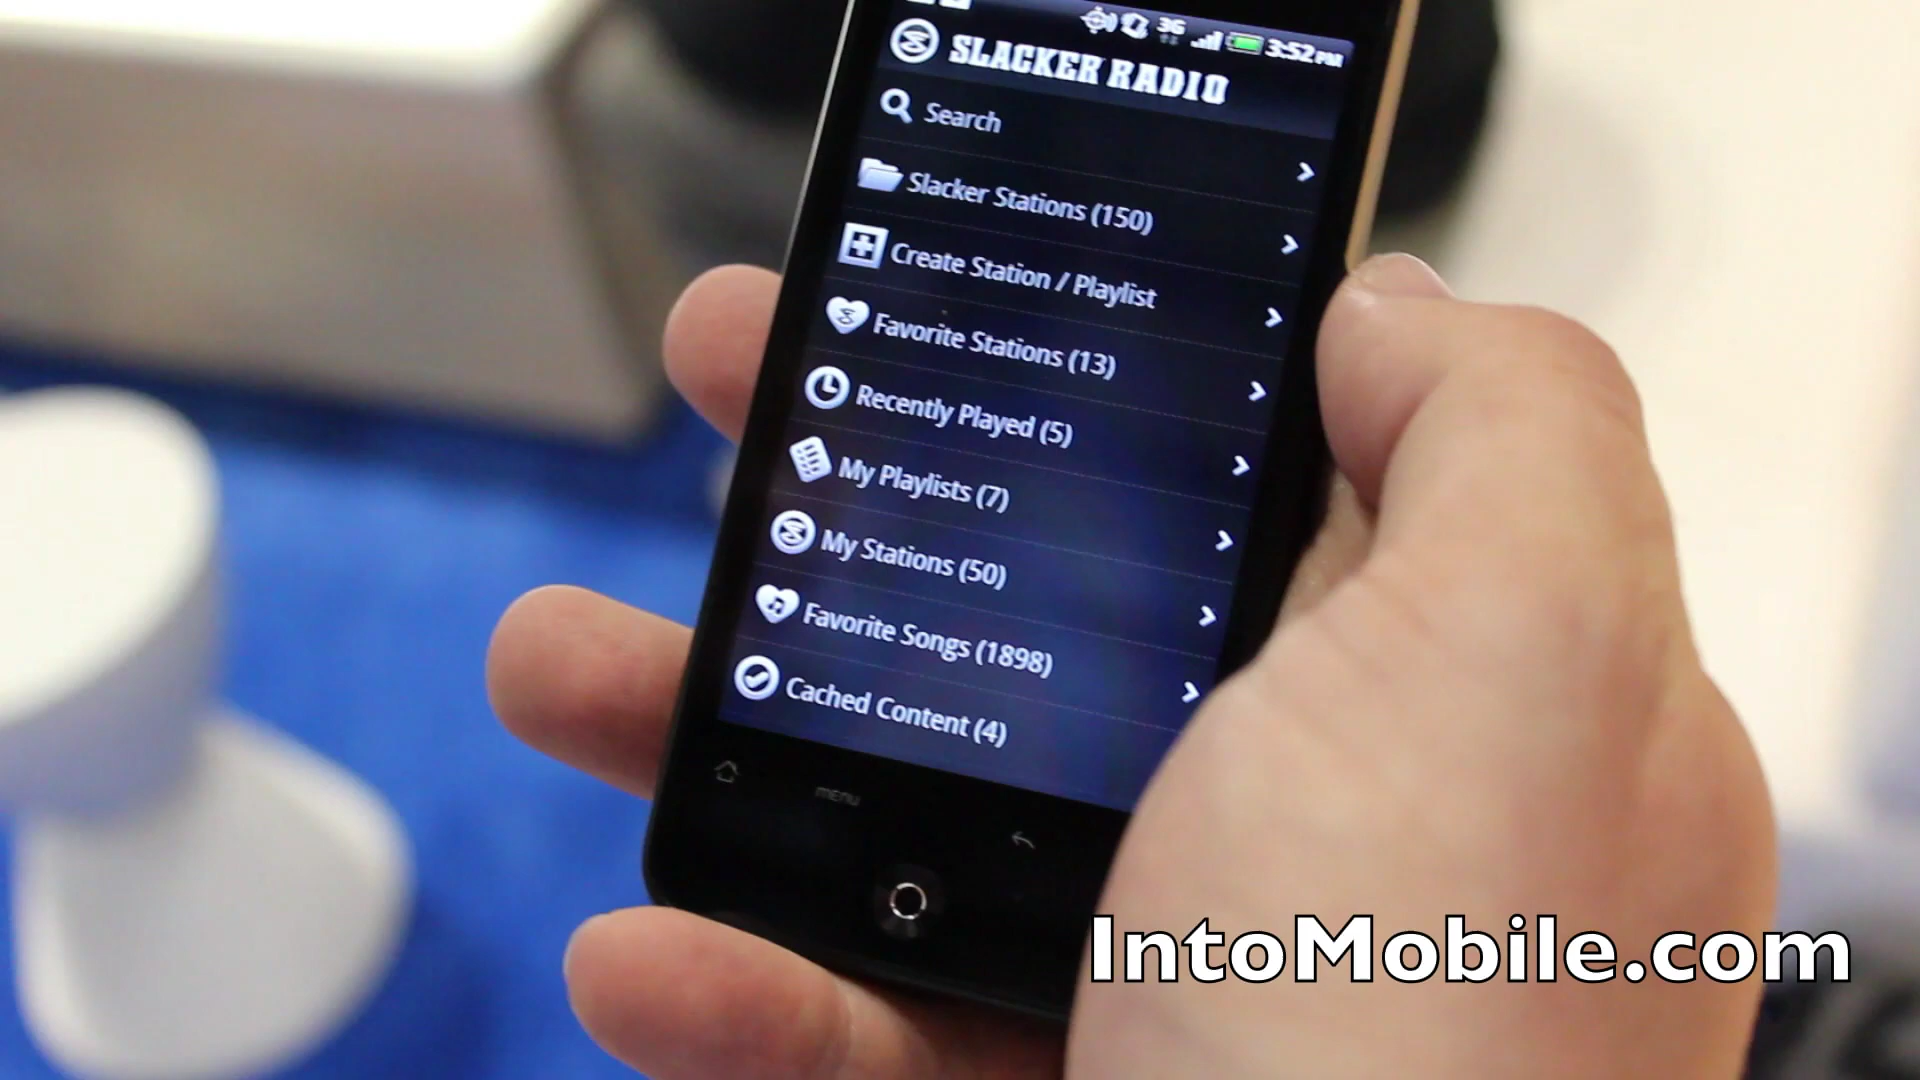 3G 3:52 PM
SLACKER RADIO
Search
Slacker Stations (150)
Create Station / Playlist
Favorite Stations (13)
Recently Played (5)
My Playlists (7)
My Stations (50)
Favorite Songs (1898)
Cached Content (4)
menu
IntoMobile.com